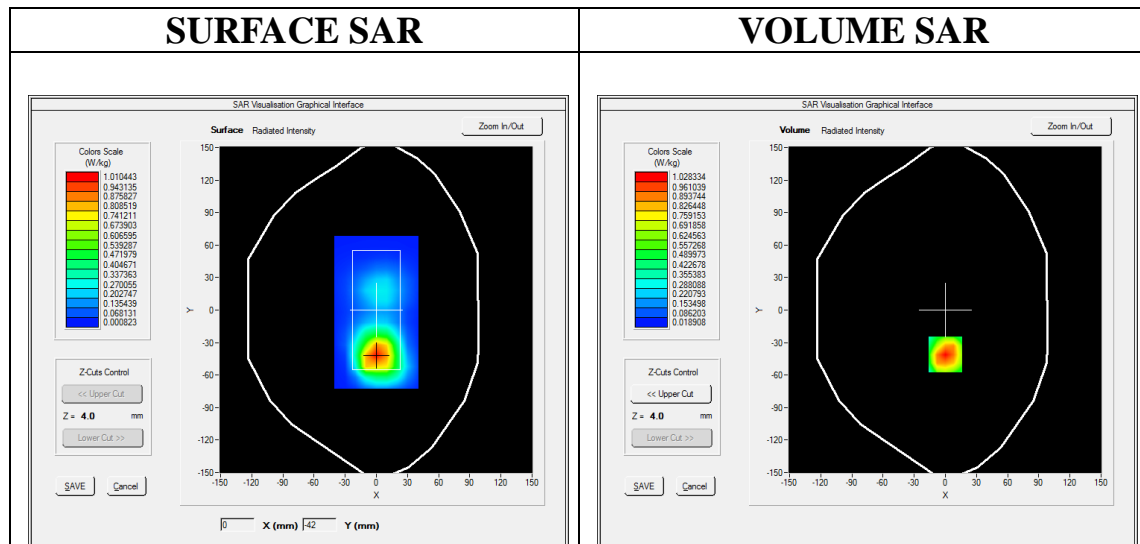 SURFACE SAR
VOLUME SAR
SAR Visualisation Graphical Interface
Surface Radiated Intensity
Zoom In/Out
Colors Scale
(W/kg)
1.010443
0.943135
0.875827
0.808519
0.741211
0.673903
0.606595
0.539287
0.471979
0.404671
0.337363
0.270055
0.202747
0.135439
0.068131
0.000823
Z-Cuts Control
<< Upper Cut
Z = 4.0 mm
Lower Cut >>
SAVE Cancel
150
120
90
60
30
0
-30
-60
-90
-120
-150
Y
-150 -120 -90 -60 -30 0 30 60 90 120 150
X
0 X (mm) -42 Y (mm)
SAR Visualisation Graphical Interface
Volume Radiated Intensity
Zoom In/Out
Colors Scale
(W/kg)
1.028334
0.961039
0.893744
0.826448
0.759153
0.691858
0.624563
0.557268
0.489973
0.422678
0.355383
0.288088
0.220793
0.153498
0.086203
0.018908
Z-Cuts Control
<< Upper Cut
Z = 4.0 mm
Lower Cut >>
SAVE Cancel
150
120
90
60
30
0
-30
-60
-90
-120
-150
Y
-150 -120 -90 -60 -30 0 30 60 90 120 150
X